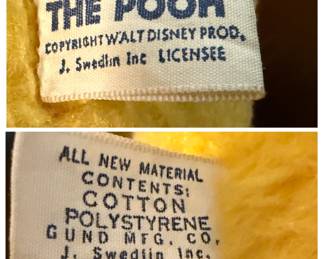 THE POOH
COPYRIGHT WALT DISNEY PROD.
J. Swedlin Inc LICENSEE
ALL NEW MATERIAL
CONTENTS:
COTTON
POLYSTYRENE
GUND MFG. CO.
J. Swedlin, Inc.